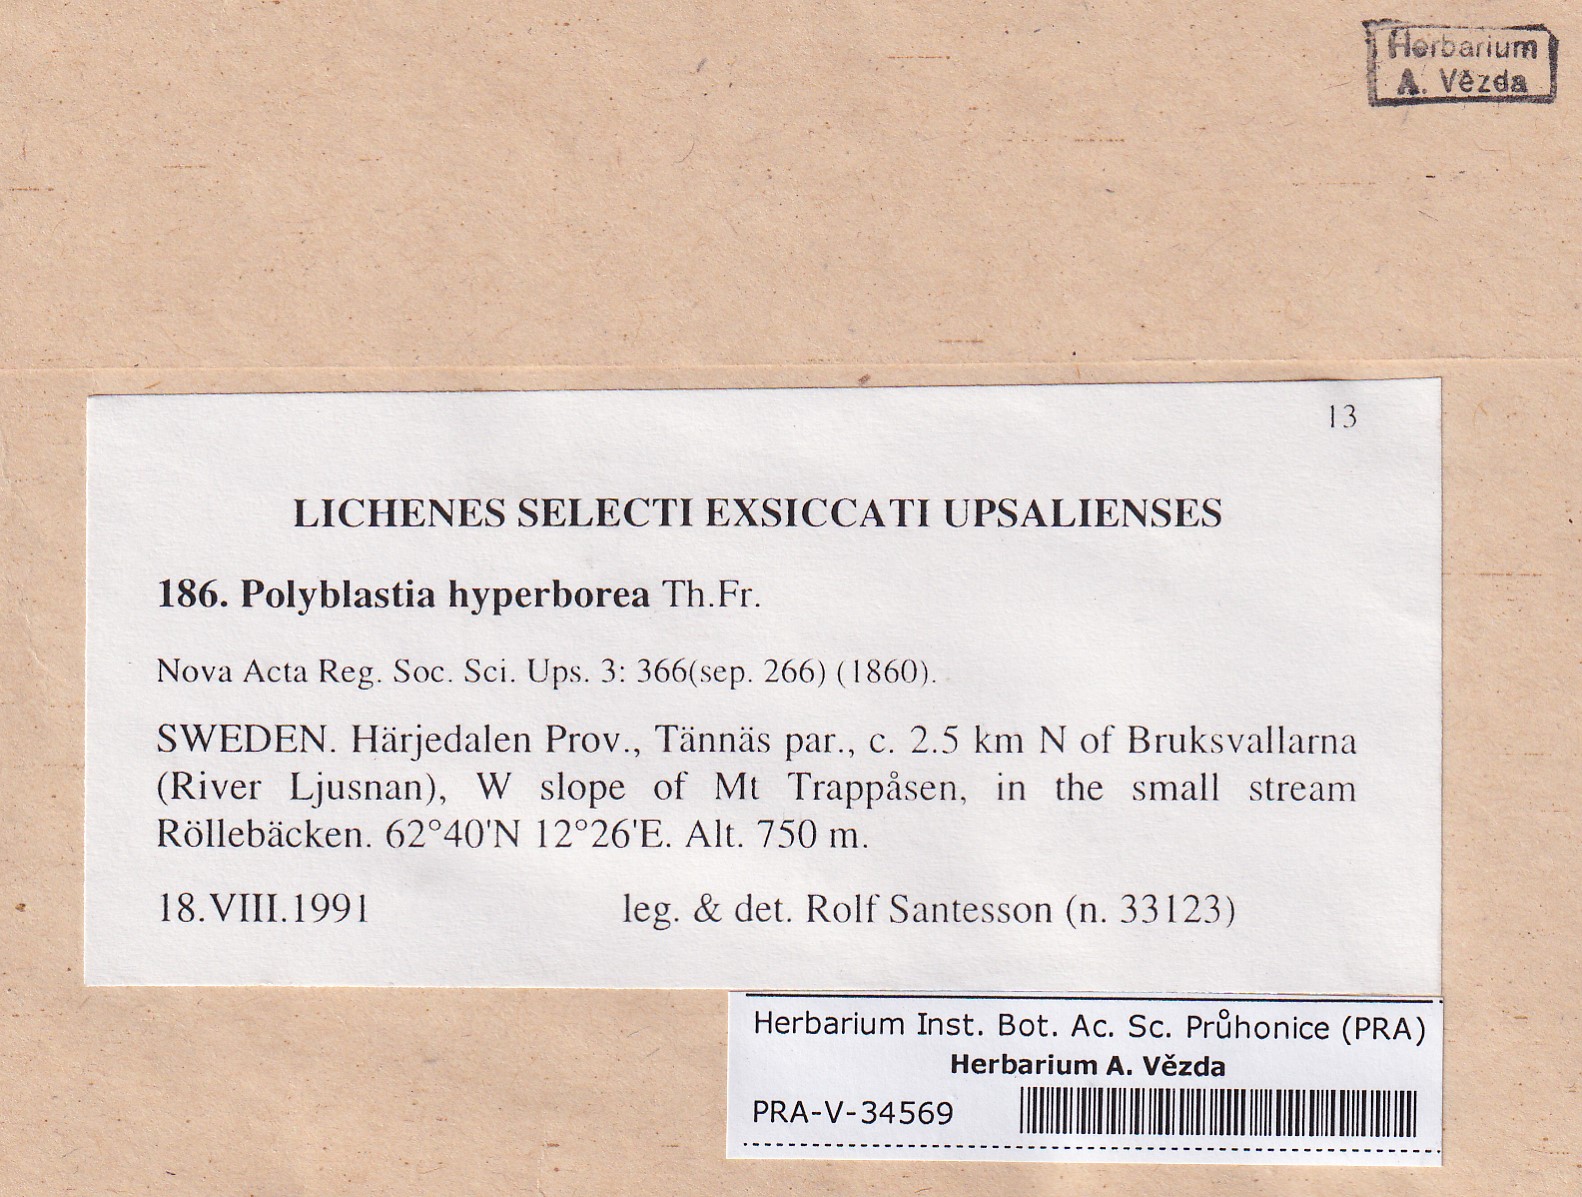 Herbarium
A. Vězda
13
LICHENES SELECTI EXSICCATI UPSALIENSES
186. Polyblastia hyperborea Th.Fr.
Nova Acta Reg. Soc. Sci. Ups. 3: 366(sep. 266) (1860).
SWEDEN. Härjedalen Prov., Tännäs par., c. 2.5 km N of Bruksvallarna
(River Ljusnan), W slope of Mt Trappåsen, in the small stream
Röllebäcken. 62°40'N 12°26'E. Alt. 750 m.
18.VIII.1991 leg. & det. Rolf Santesson (n. 33123)
Herbarium Inst. Bot. Ac. Sc. Průhonice (PRA)
Herbarium A. Vězda
PRA-V-34569